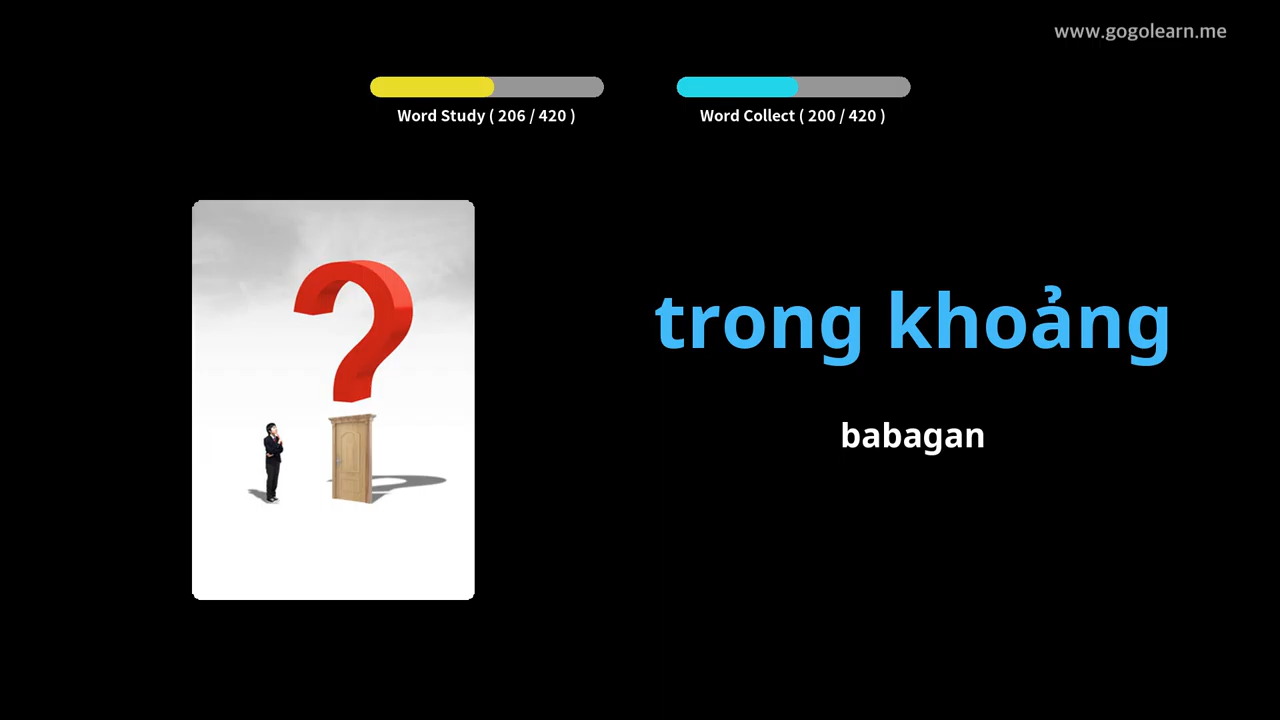 www.gogolearn.me
Word Study ( 206 / 420 )
Word Collect ( 200 / 420 )
trong khoảng
babagan